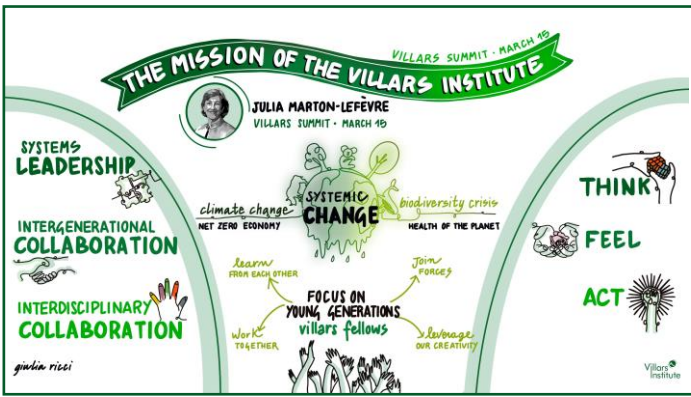 VILLARS SUMMIT · MARCH 15
THE MISSION OF THE VILLARS INSTITUTE
JULIA MARTON-LEFÈVRE
VILLARS SUMMIT · MARCH 15
SYSTEMS
LEADERSHIP
INTERGENERATIONAL
COLLABORATION
INTERDISCIPLINARY
COLLABORATION
giulia ricci
SYSTEMIC
CHANGE
climate change
NET ZERO ECONOMY
biodiversity crisis
HEALTH OF THE PLANET
learn
FROM EACH OTHER
Join
FORCES
FOCUS ON
YOUNG GENERATIONS
villars fellows
work
TOGETHER
leverage
OUR CREATIVITY
THINK
FEEL
ACT
Villars
Institute